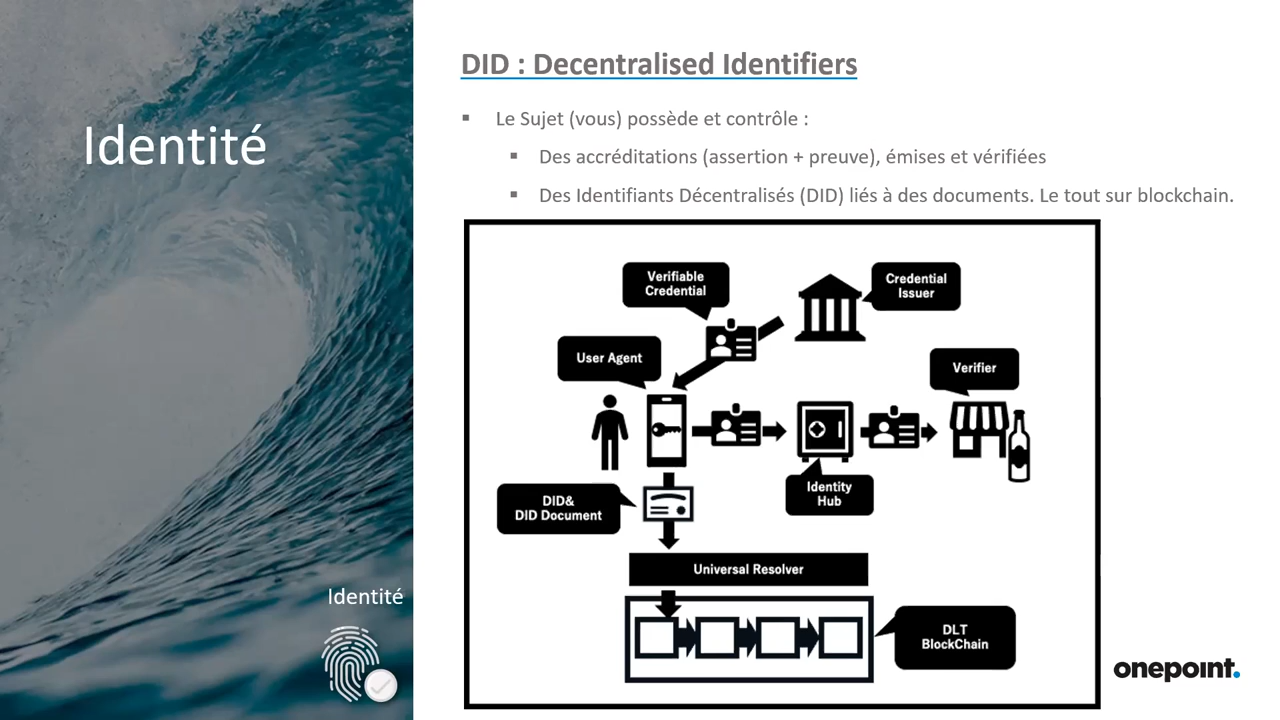 Identité
DID : Decentralised Identifiers
Le Sujet (vous) possède et contrôle :
Des accréditations (assertion + preuve), émises et vérifiées
Des Identifiants Décentralisés (DID) liés à des documents. Le tout sur blockchain.
Verifiable
Credential
Credential
Issuer
User Agent
Verifier
Identity
Hub
DID&
DID Document
Universal Resolver
DLT
BlockChain
Identité
onepoint.